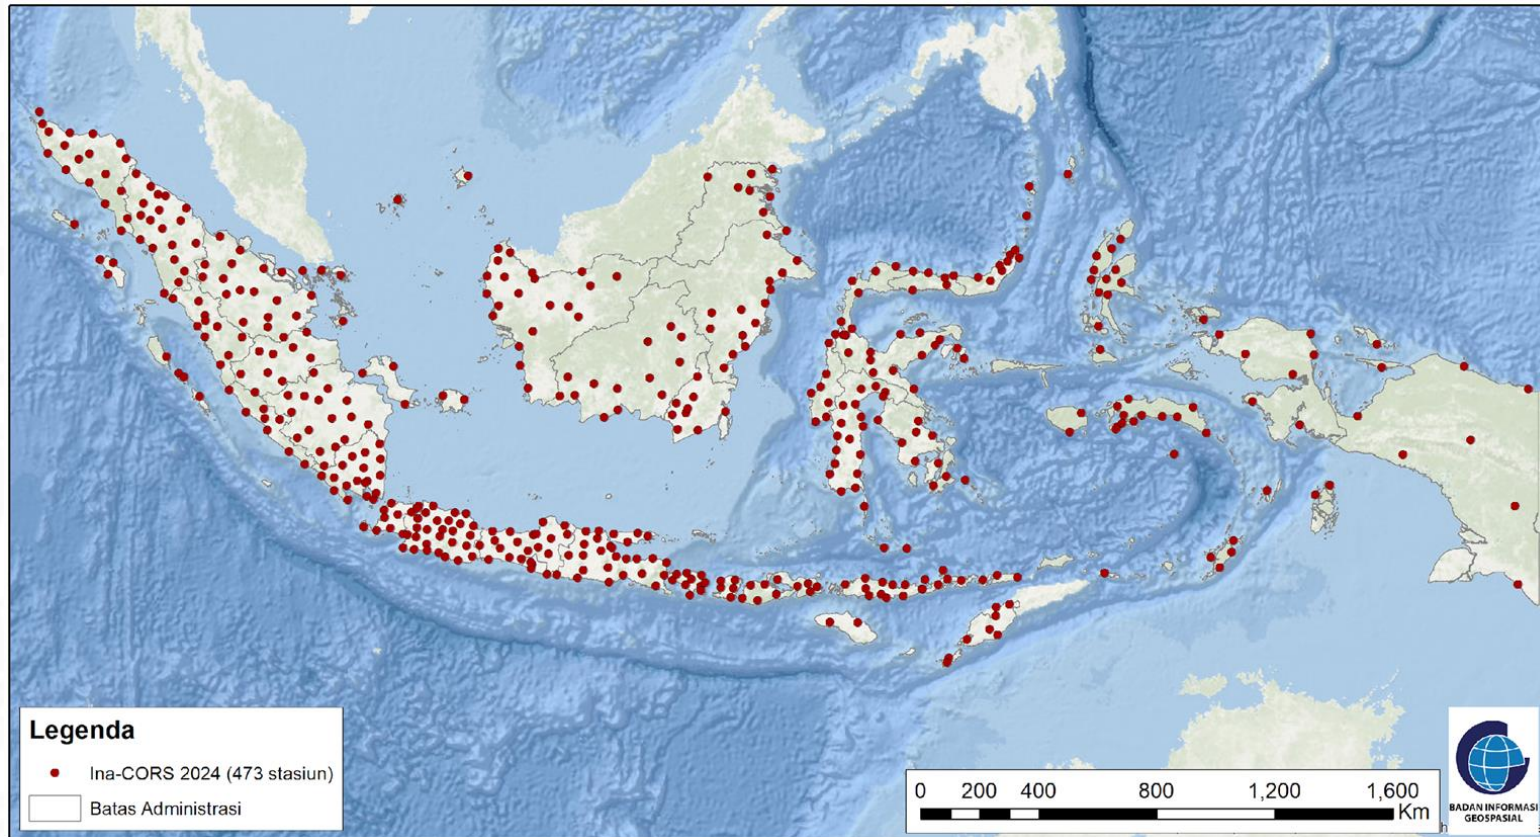 Legenda
Ina-CORS 2024 (473 stasiun)
Batas Administrasi
0 200 400 800 1,200 1,600
Km
BADAN INFORMASI
GEOSPASIAL